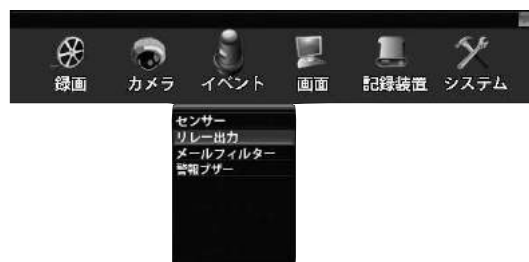 録画 カメラ イベント 画面 記録装置 システム
センサー
リレー出力
メールフィルター
警報ブザー